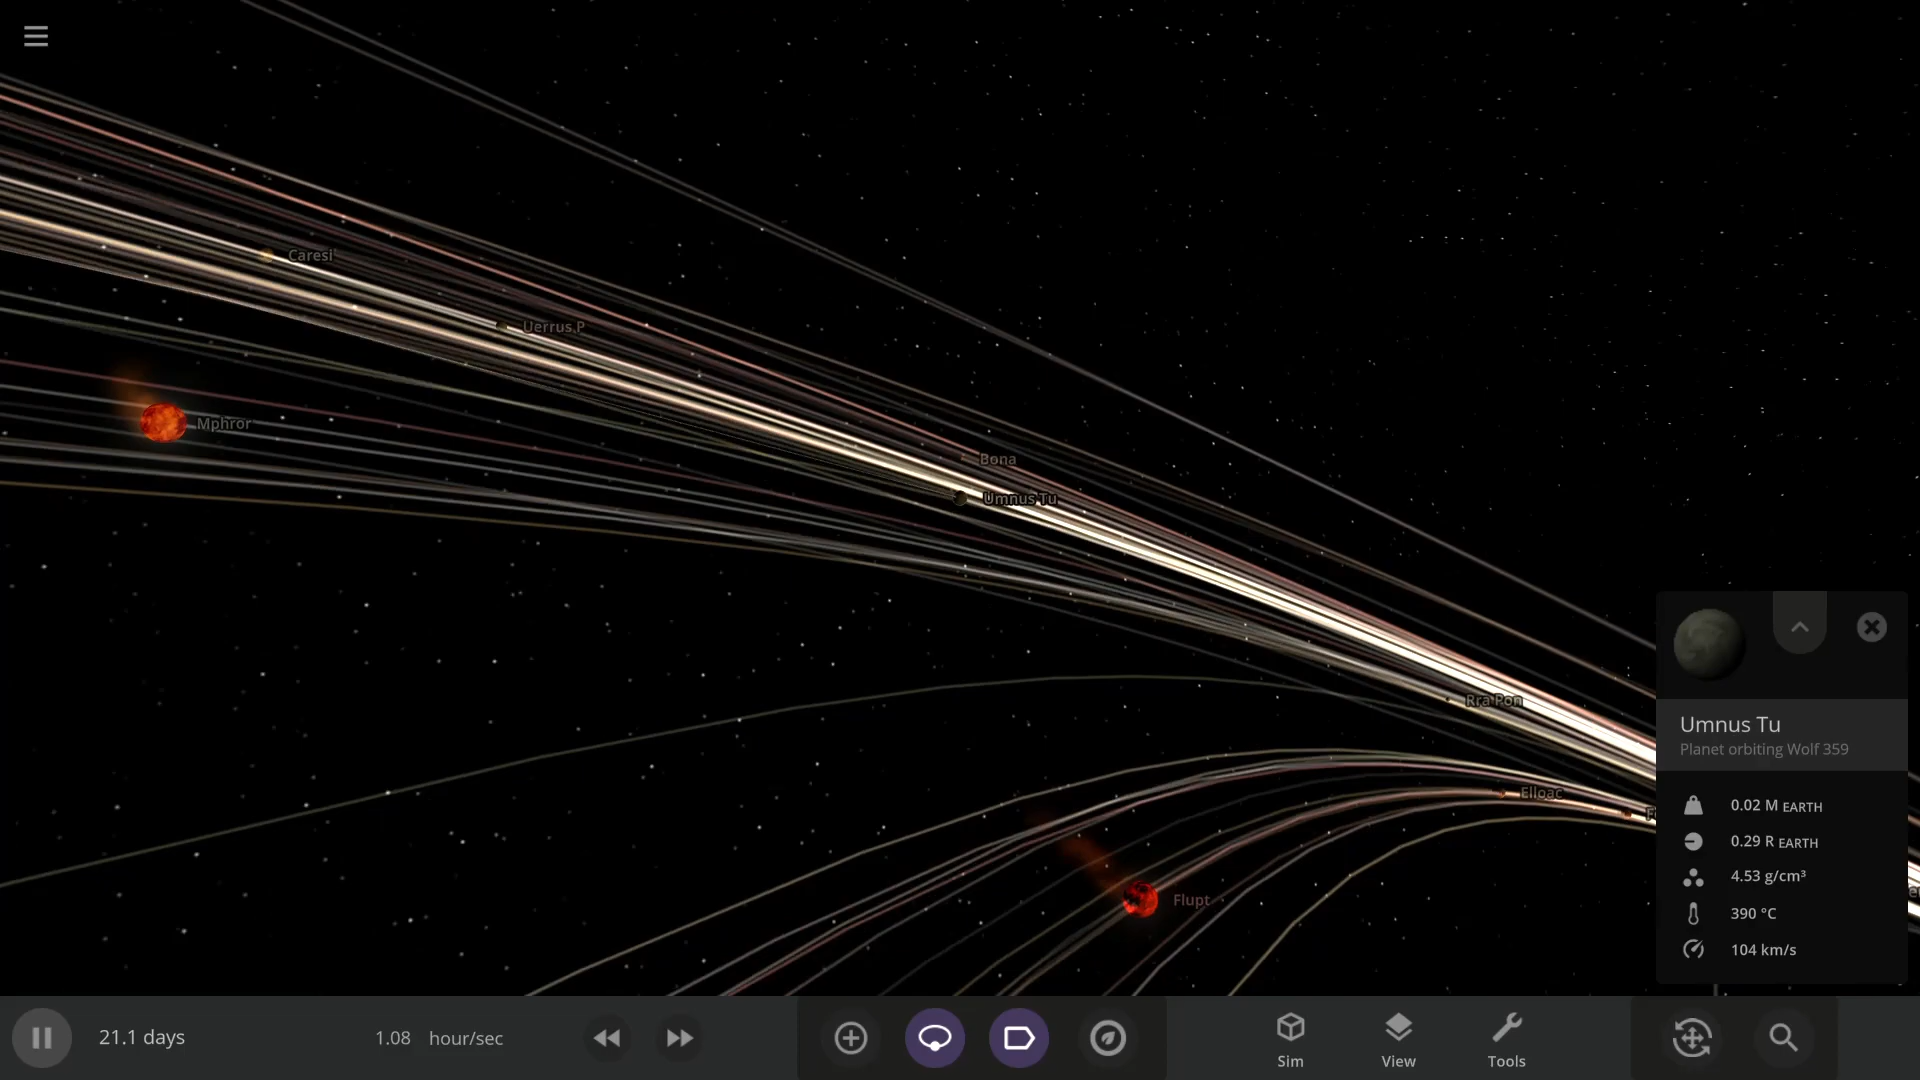 Caresi
Uerrus P
Mphror
Bona
Umnus Tu
Rra Pon
Elloac
Flupt
Umnus Tu
Planet orbiting Wolf 359
0.02 M EARTH
0.29 R EARTH
4.53 g/cm³
390 °C
104 km/s
21.1 days
1.08 hour/sec
Sim
View
Tools